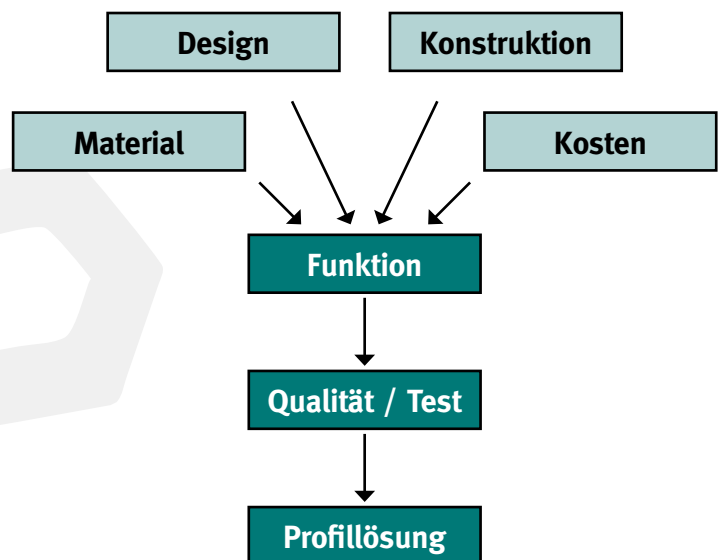 Design
Konstruktion
Material
Kosten
Funktion
Qualität / Test
Profillösung